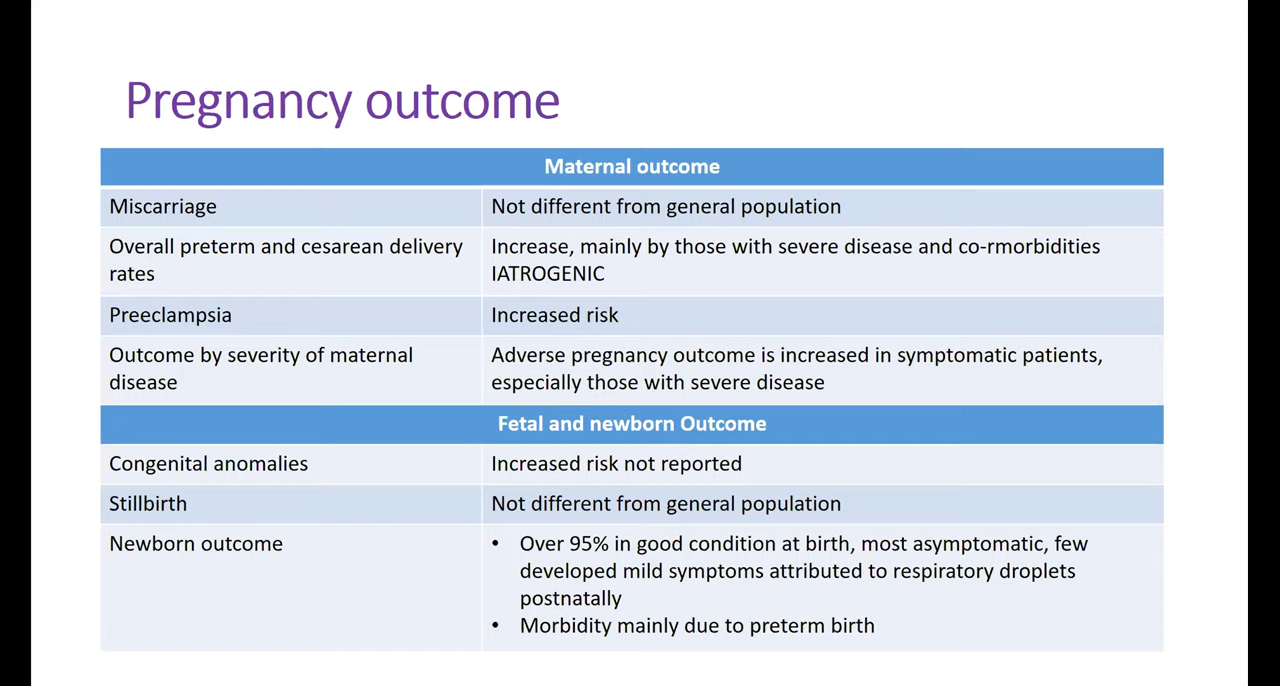 Pregnancy outcome
Maternal outcome
Miscarriage
Not different from general population
Overall preterm and cesarean delivery
rates
Increase, mainly by those with severe disease and co-rmorbidities
IATROGENIC
Preeclampsia
Increased risk
Outcome by severity of maternal
disease
Adverse pregnancy outcome is increased in symptomatic patients,
especially those with severe disease
Fetal and newborn Outcome
Congenital anomalies
Increased risk not reported
Stillbirth
Not different from general population
Newborn outcome
• Over 95% in good condition at birth, most asymptomatic, few
developed mild symptoms attributed to respiratory droplets
postnatally
• Morbidity mainly due to preterm birth